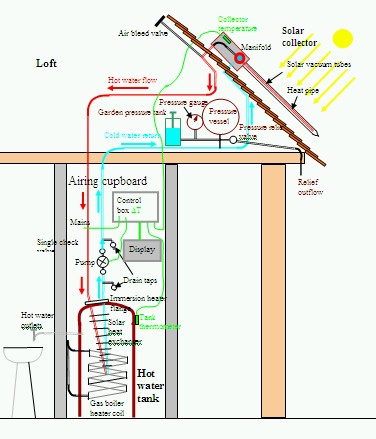 Collector
temperature
Solar
collector
Air bleed valve
Manifold
Loft
Solar vacuum tubes
Hot water flow
Heat pipe
Pressure gauge
Garden pressure tank
Pressure
vessel
Cold water return
Pressure relief
valve
Airing cupboard
Relief
outflow
Control
box ΔT
Mains
Single check
Display
Pump
Drain taps
Immersion heater
flange
Hot water
outlets
Solar
heat
exchanger
Tank
thermometer
Hot
water
tank
Gas boiler
heater coil